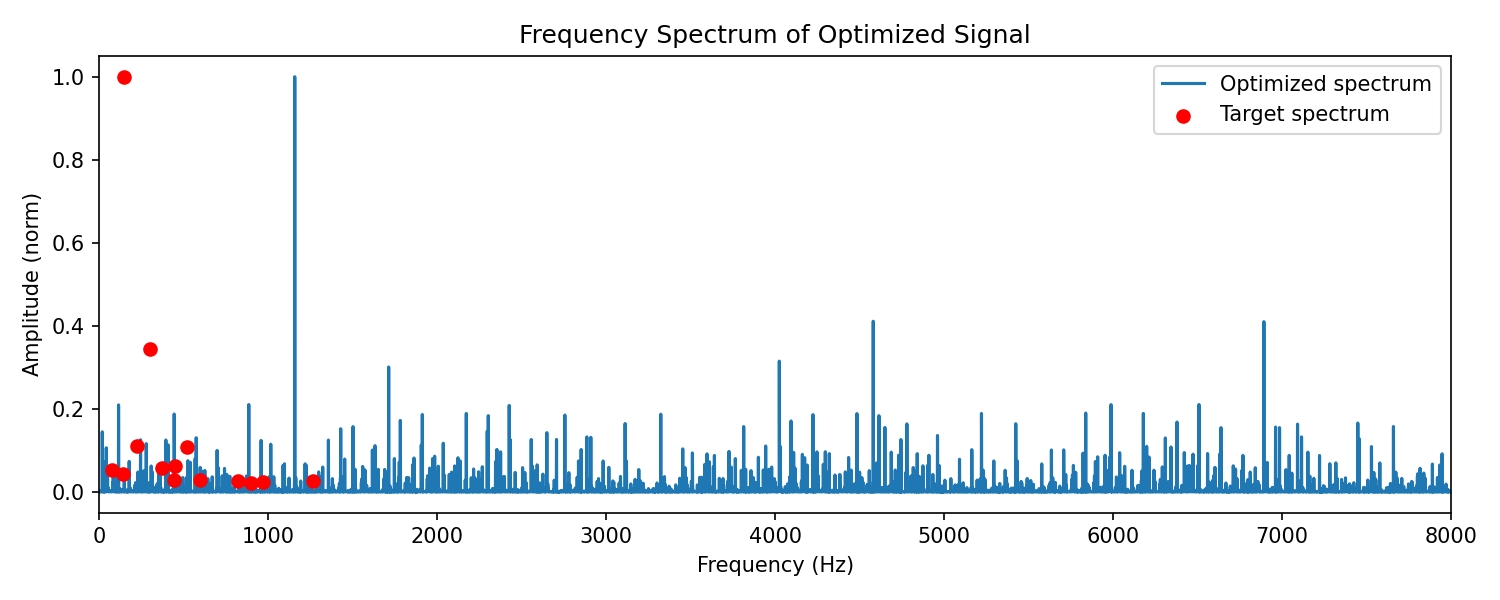 Frequency Spectrum of Optimized Signal
Optimized spectrum
Target spectrum
Amplitude (norm)
1.0
0.8
0.6
0.4
0.2
0.0
0 1000 2000 3000 4000 5000 6000 7000 8000
Frequency (Hz)